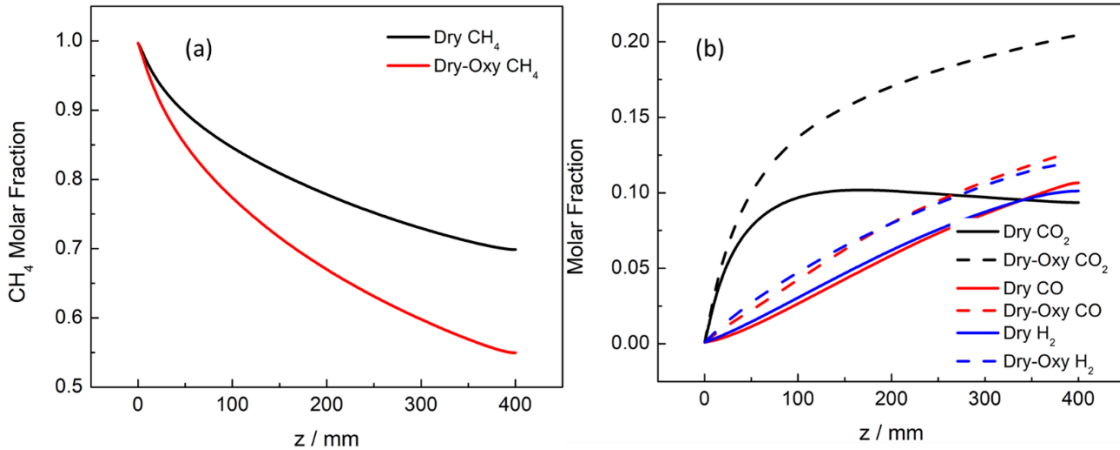 (a)
Dry CH₄
Dry-Oxy CH₄
1.0
0.9
0.8
0.7
0.6
0.5
CH₄ Molar Fraction
0
100
200
300
400
z / mm
(b)
0.20
0.15
0.10
0.05
0.00
Molar Fraction
Dry CO₂
Dry-Oxy CO₂
Dry CO
Dry-Oxy CO
Dry H₂
Dry-Oxy H₂
0
100
200
300
400
z / mm